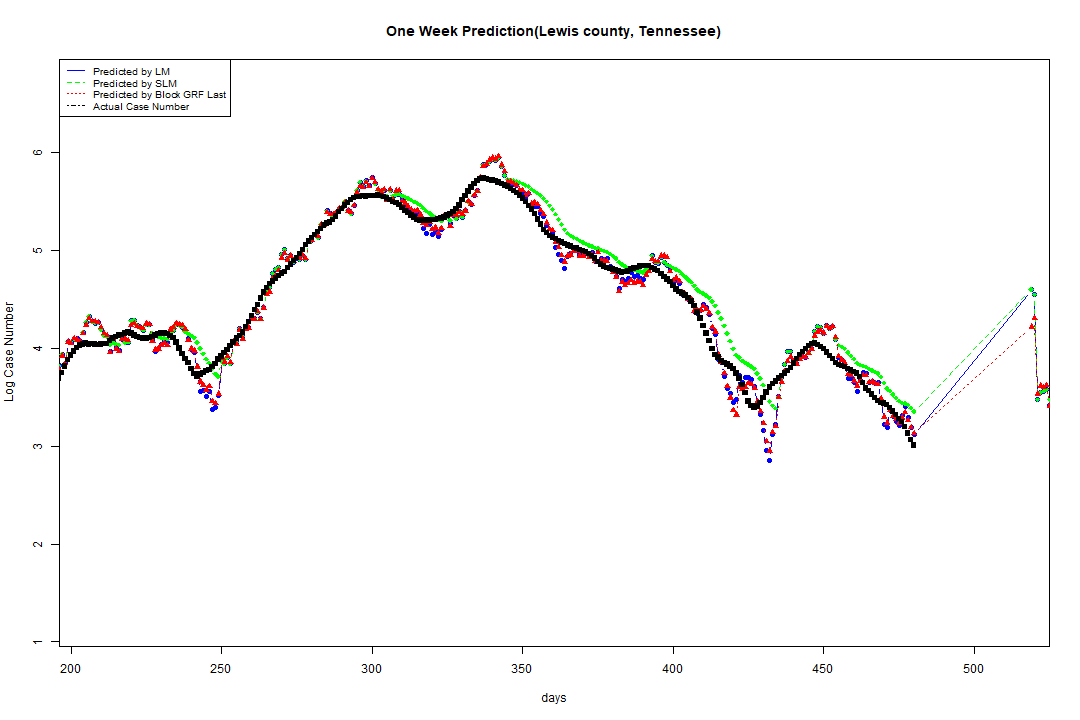 One Week Prediction(Lewis county, Tennessee)
Predicted by LM
Predicted by SLM
Predicted by Block GRF Last
Actual Case Number
Log Case Number
6
5
4
3
2
1
200 250 300 350 400 450 500
days